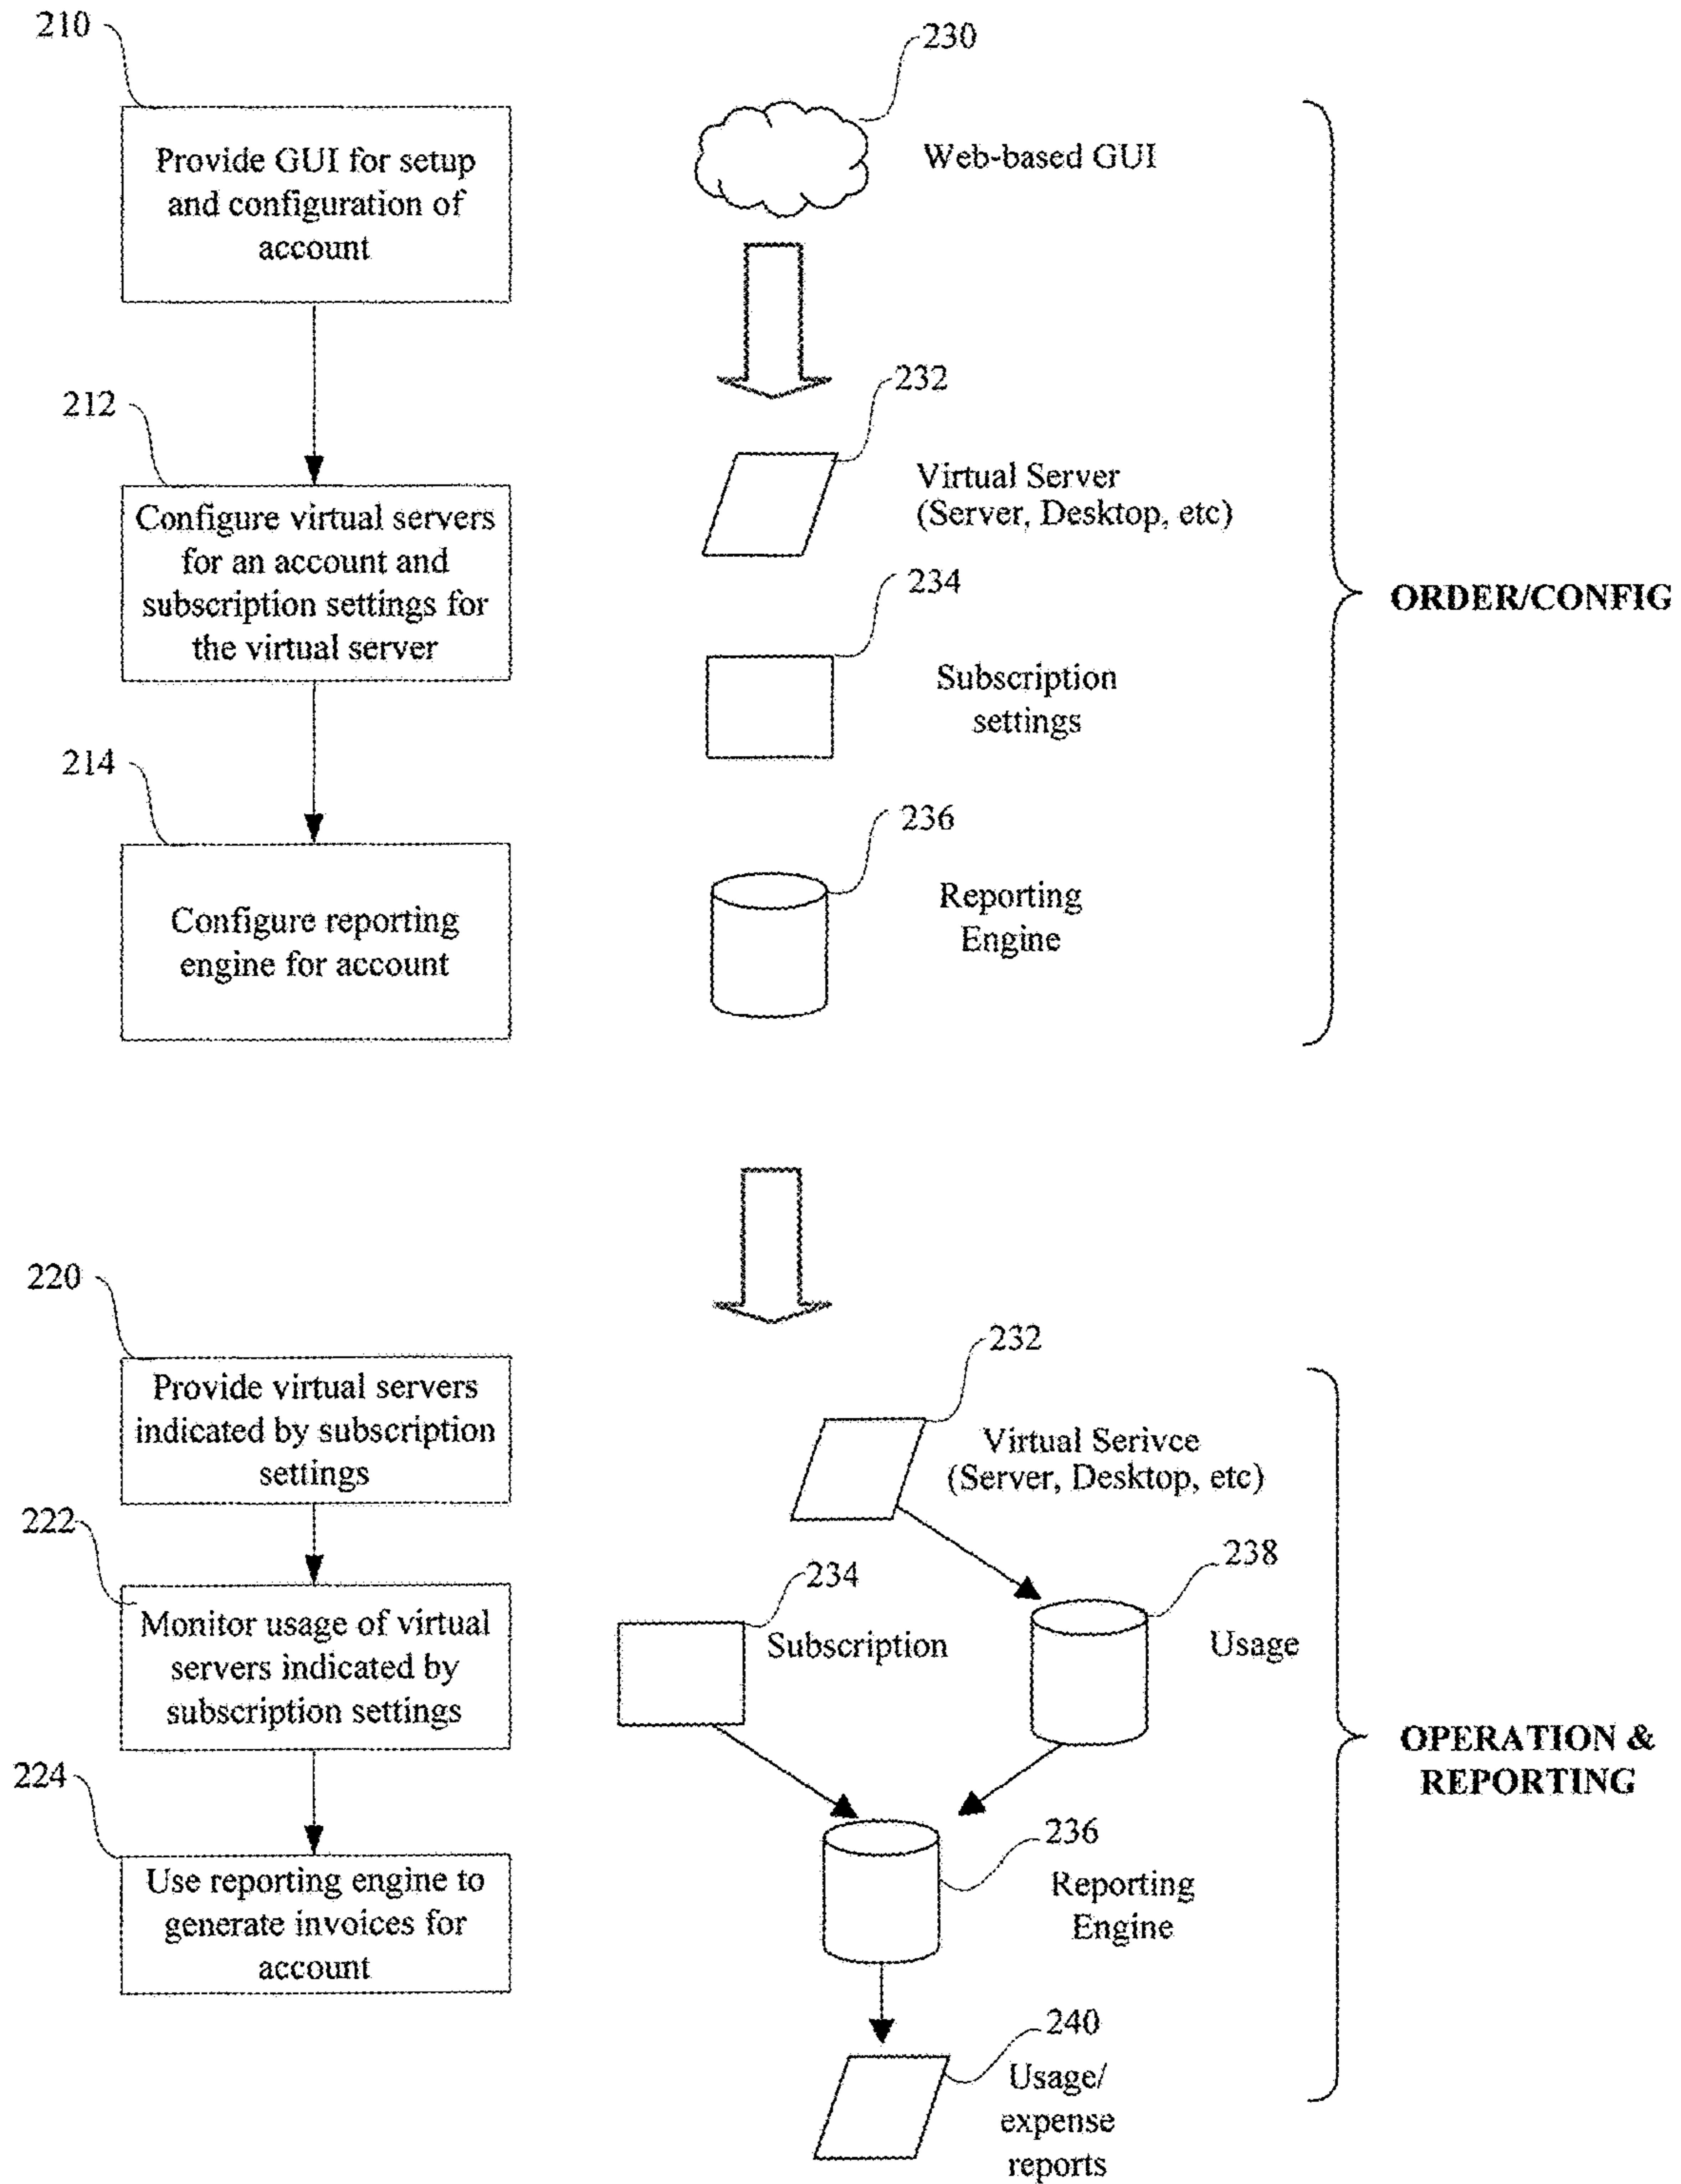 210
230
Provide GUI for setup
and configuration of
account
Web-based GUI
212
232
Configure virtual servers
for an account and
subscription settings for
the virtual server
Virtual Server
(Server, Desktop, etc)
234
Subscription
settings
ORDER/CONFIG
214
236
Configure reporting
engine for account
Reporting
Engine
220
232
Provide virtual servers
indicated by subscription
settings
Virtual Serivce
(Server, Desktop, etc)
222
234
238
Monitor usage of virtual
servers indicated by
subscription settings
Subscription
Usage
OPERATION &
REPORTING
224
236
Use reporting engine to
generate invoices for
account
Reporting
Engine
240
Usage/
expense
reports